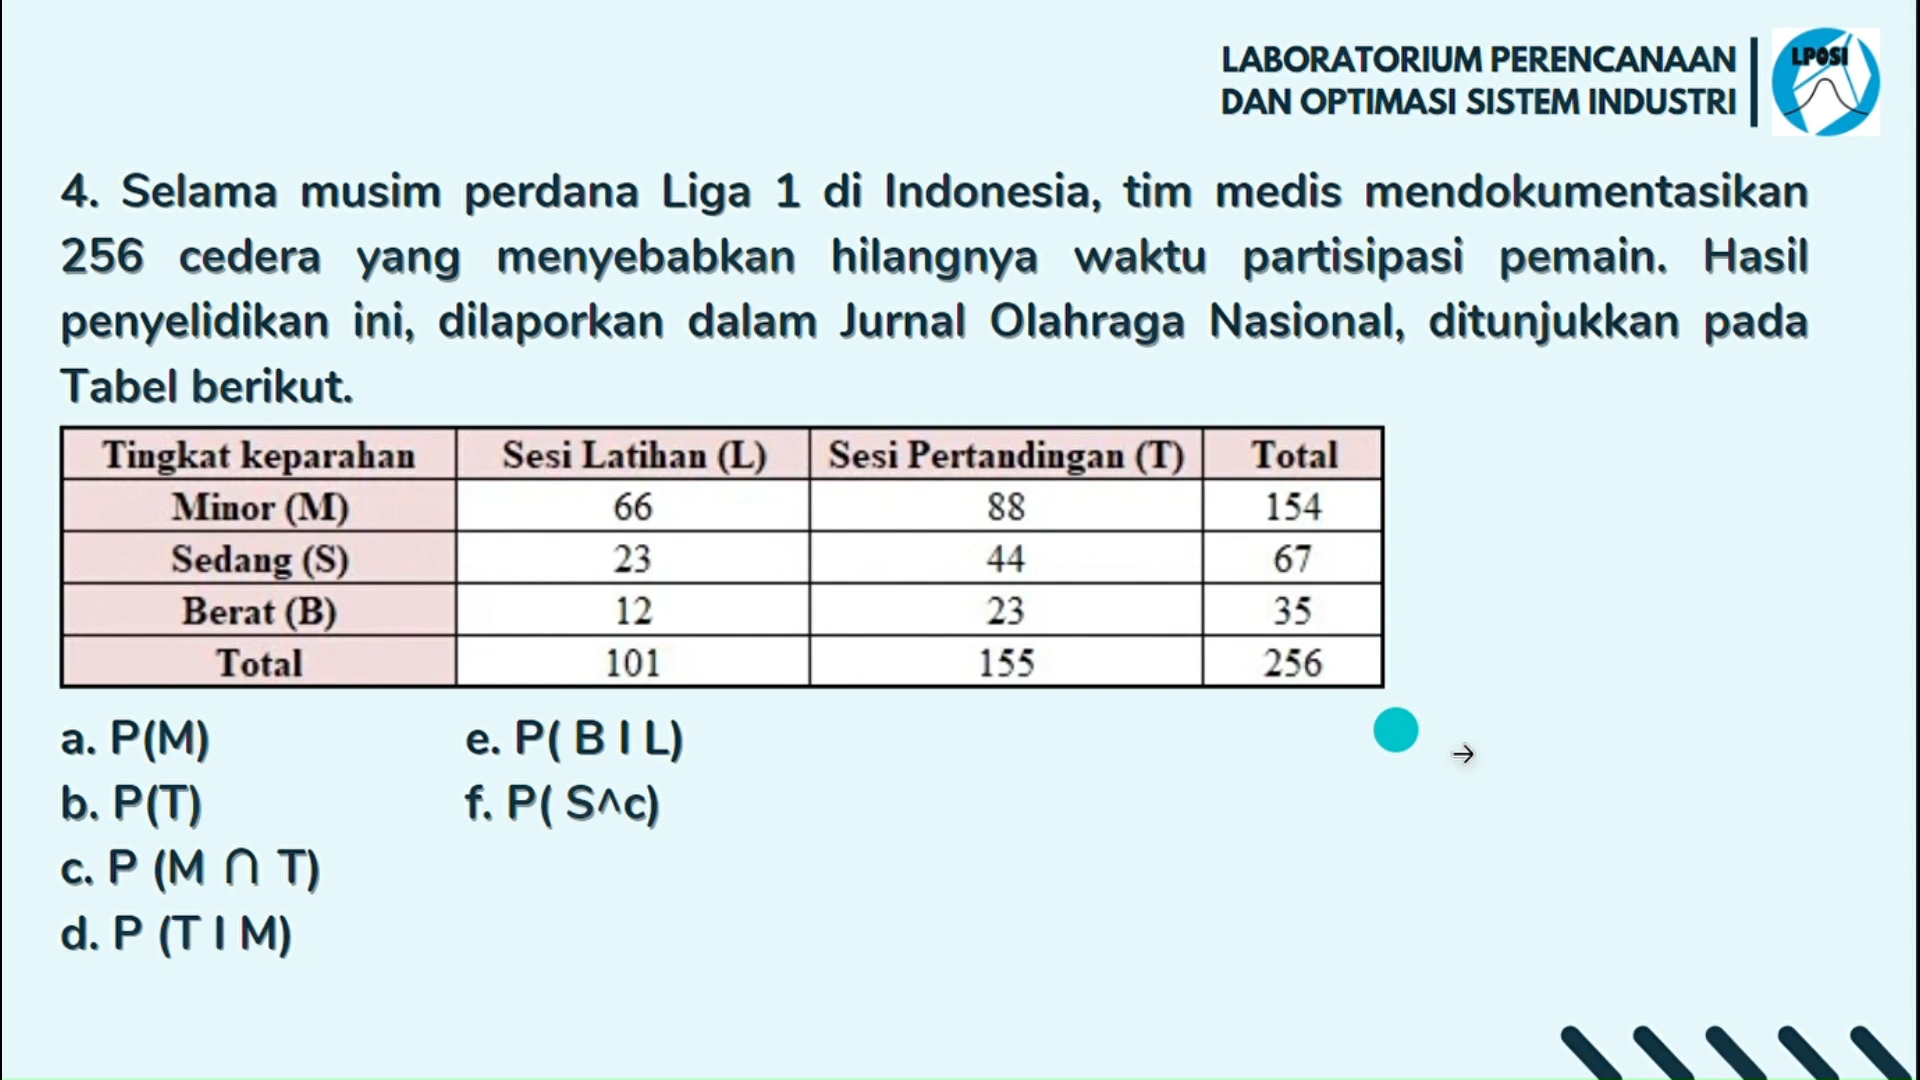 LABORATORIUM PERENCANAAN
DAN OPTIMASI SISTEM INDUSTRI
LPOSI
4. Selama musim perdana Liga 1 di Indonesia, tim medis mendokumentasikan
256 cedera yang menyebabkan hilangnya waktu partisipasi pemain. Hasil
penyelidikan ini, dilaporkan dalam Jurnal Olahraga Nasional, ditunjukkan pada
Tabel berikut.
Tingkat keparahan Sesi Latihan (L) Sesi Pertandingan (T) Total
Minor (M) 66 88 154
Sedang (S) 23 44 67
Berat (B) 12 23 35
Total 101 155 256
a. P(M)
b. P(T)
c. P (M ∩ T)
d. P (T I M)
e. P( B I L)
f. P( S^c)